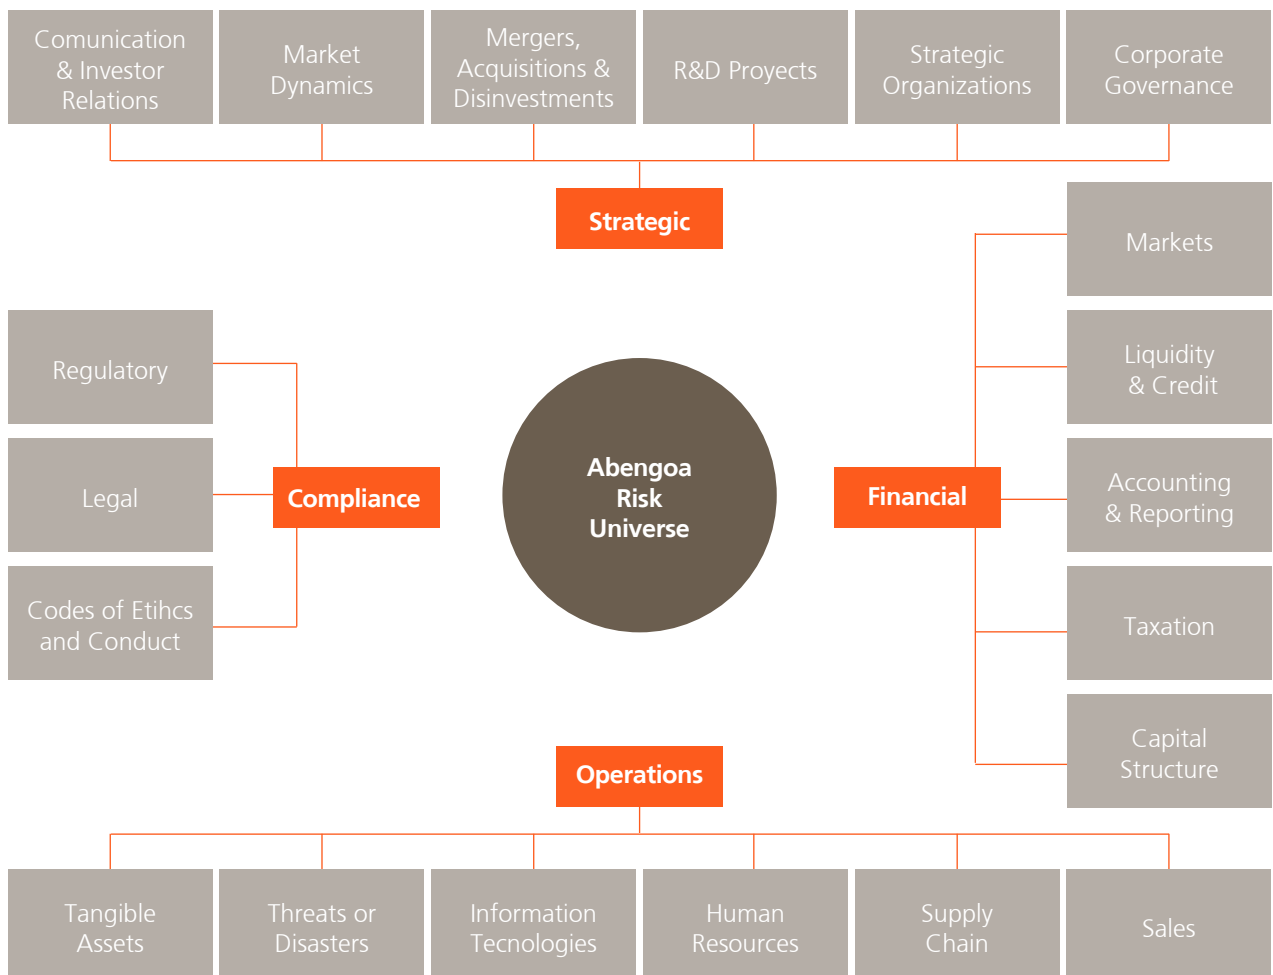 Comunication
& Investor
Relations
Market
Dynamics
Mergers,
Acquisitions &
Disinvestments
R&D Proyects
Strategic
Organizations
Corporate
Governance
Strategic
Markets
Regulatory
Liquidity
& Credit
Legal
Compliance
Abengoa
Risk
Universe
Financial
Accounting
& Reporting
Codes of Etihcs
and Conduct
Taxation
Capital
Structure
Operations
Tangible
Assets
Threats or
Disasters
Information
Tecnologies
Human
Resources
Supply
Chain
Sales